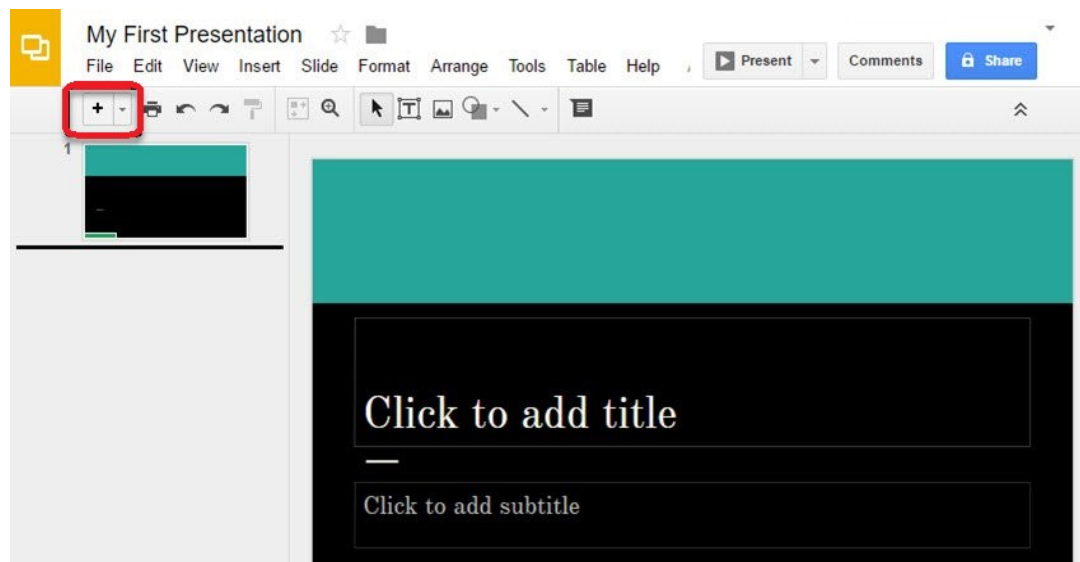 My First Presentation
File Edit View Insert Slide Format Arrange Tools Table Help
Present
Comments
Share
1
Click to add title
Click to add subtitle